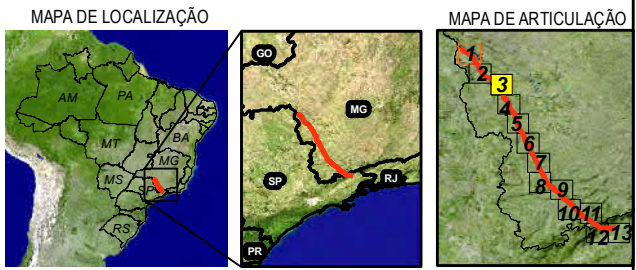 MAPA DE LOCALIZAÇÃO
AM
PA
MT
BA
MG
MS
SP
RS
GO
MG
SP
RJ
PR
MAPA DE ARTICULAÇÃO
1
2
3
4
5
6
7
8
9
10
11
12
13